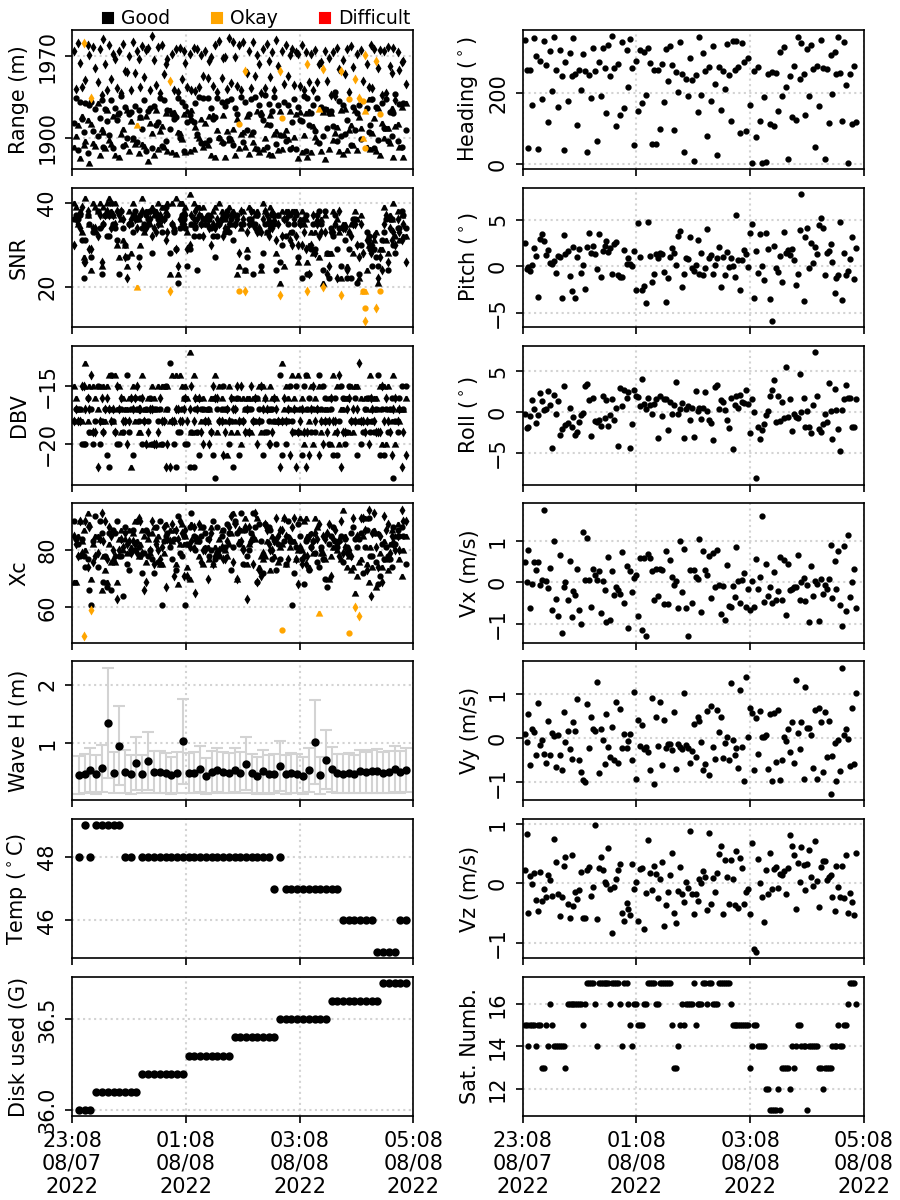 Good Okay Difficult
Range (m)
1970
1900
Heading (°)
200
0
SNR
40
20
Pitch (°)
5
0
−5
DBV
−15
−20
Roll (°)
5
0
−5
Xc
80
60
Vx (m/s)
1
0
−1
Wave H (m)
2
1
Vy (m/s)
1
0
−1
Temp (°C)
48
46
Vz (m/s)
1
0
−1
Disk used (G)
36.5
36.0
Sat. Numb.
16
14
12
23:08 01:08 03:08 05:08 23:08 01:08 03:08 05:08
08/07 08/08 08/08 08/08 08/07 08/08 08/08 08/08
2022 2022 2022 2022 2022 2022 2022 2022